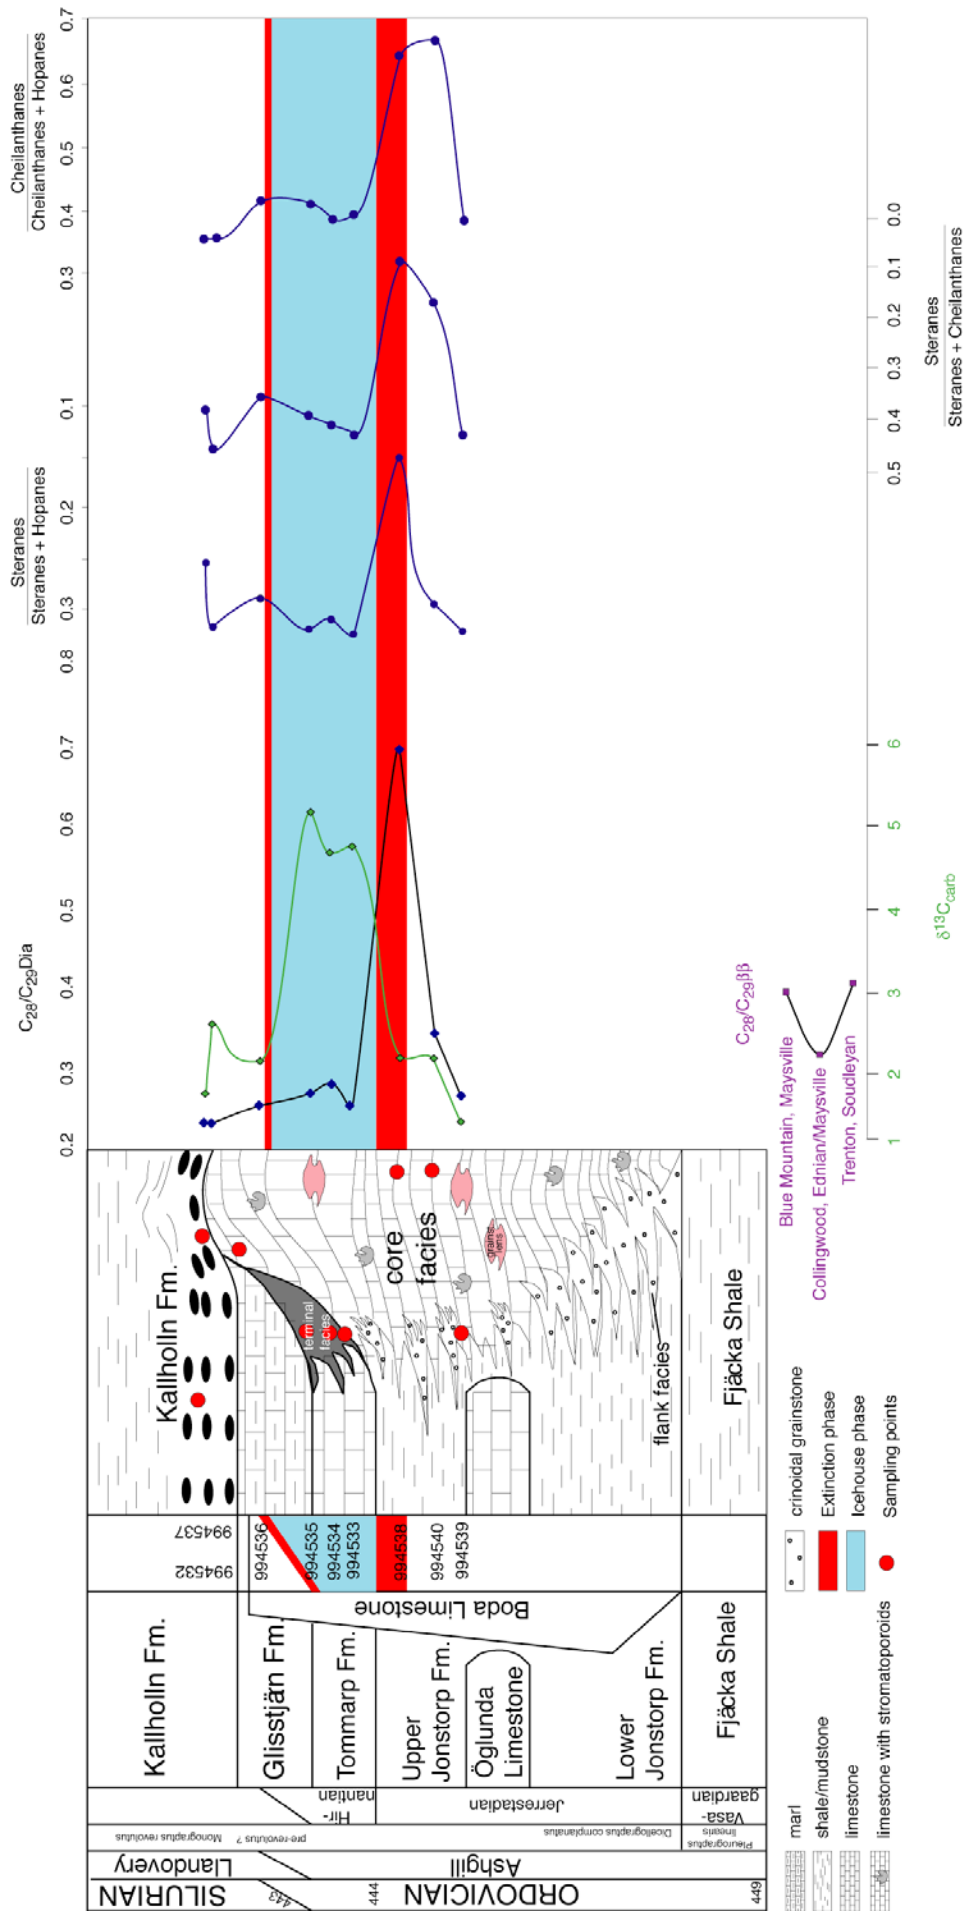 Cheilanthanes
Cheilanthanes + Hopanes
0.3
0.4
0.5
0.6
0.7
Steranes
Steranes + Cheilanthanes
0.5
0.4
0.3
0.2
0.1
0.0
Steranes
Steranes + Hopanes
0.3
0.2
0.1
C28/C29Dia
0.2
0.3
0.4
0.5
0.6
0.7
0.8
δ13Ccarb
1
2
3
4
5
6
C28/C29ββ
Blue Mountain, Maysville
Collingwood, Ednian/Maysville
Trenton, Soudleyan
Kallholn Fm.
terminal
facies
core
facies
grainst.
lens
flank facies
Fjäcka Shale
994532
994537
994536
994535
994534
994533
994538
994540
994539
Boda Limestone
Kallholn Fm.
Glisstjärn Fm.
Tommarp Fm.
Upper
Jonstorp Fm.
Öglunda
Limestone
Lower
Jonstorp Fm.
Fjäcka Shale
Hir-
nantian
Jerrestadian
Vasa-
gaardian
Monograptus revolutus
pre-revolutus ?
Dicellograptus complanatus
Pleurograptus
linearis
Llandovery
Ashgill
SILURIAN
443
444
ORDOVICIAN
449
marl
shale/mudstone
limestone
limestone with stromatoporoids
crinoidal grainstone
Extinction phase
Icehouse phase
Sampling points